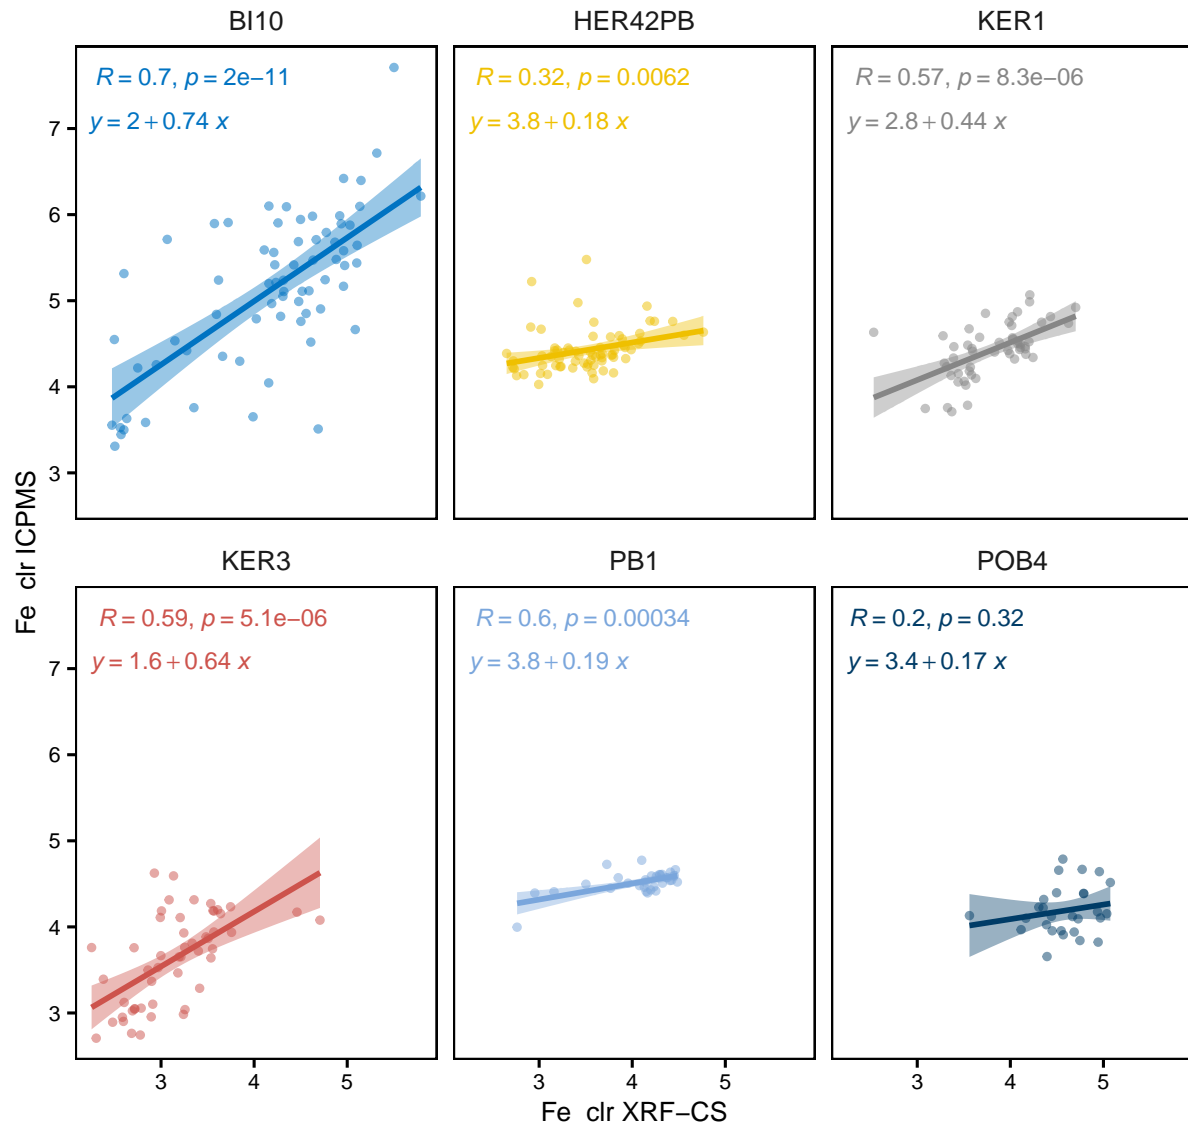 BI10
HER42PB
KER1
R = 0.7, p = 2e−11
y = 2 + 0.74 x
R = 0.32, p = 0.0062
y = 3.8 + 0.18 x
R = 0.57, p = 8.3e−06
y = 2.8 + 0.44 x
7
6
5
4
3
Fe clr ICPMS
KER3
PB1
POB4
R = 0.59, p = 5.1e−06
y = 1.6 + 0.64 x
R = 0.6, p = 0.00034
y = 3.8 + 0.19 x
R = 0.2, p = 0.32
y = 3.4 + 0.17 x
7
6
5
4
3
3 4 5
3 4 5
3 4 5
Fe clr XRF−CS